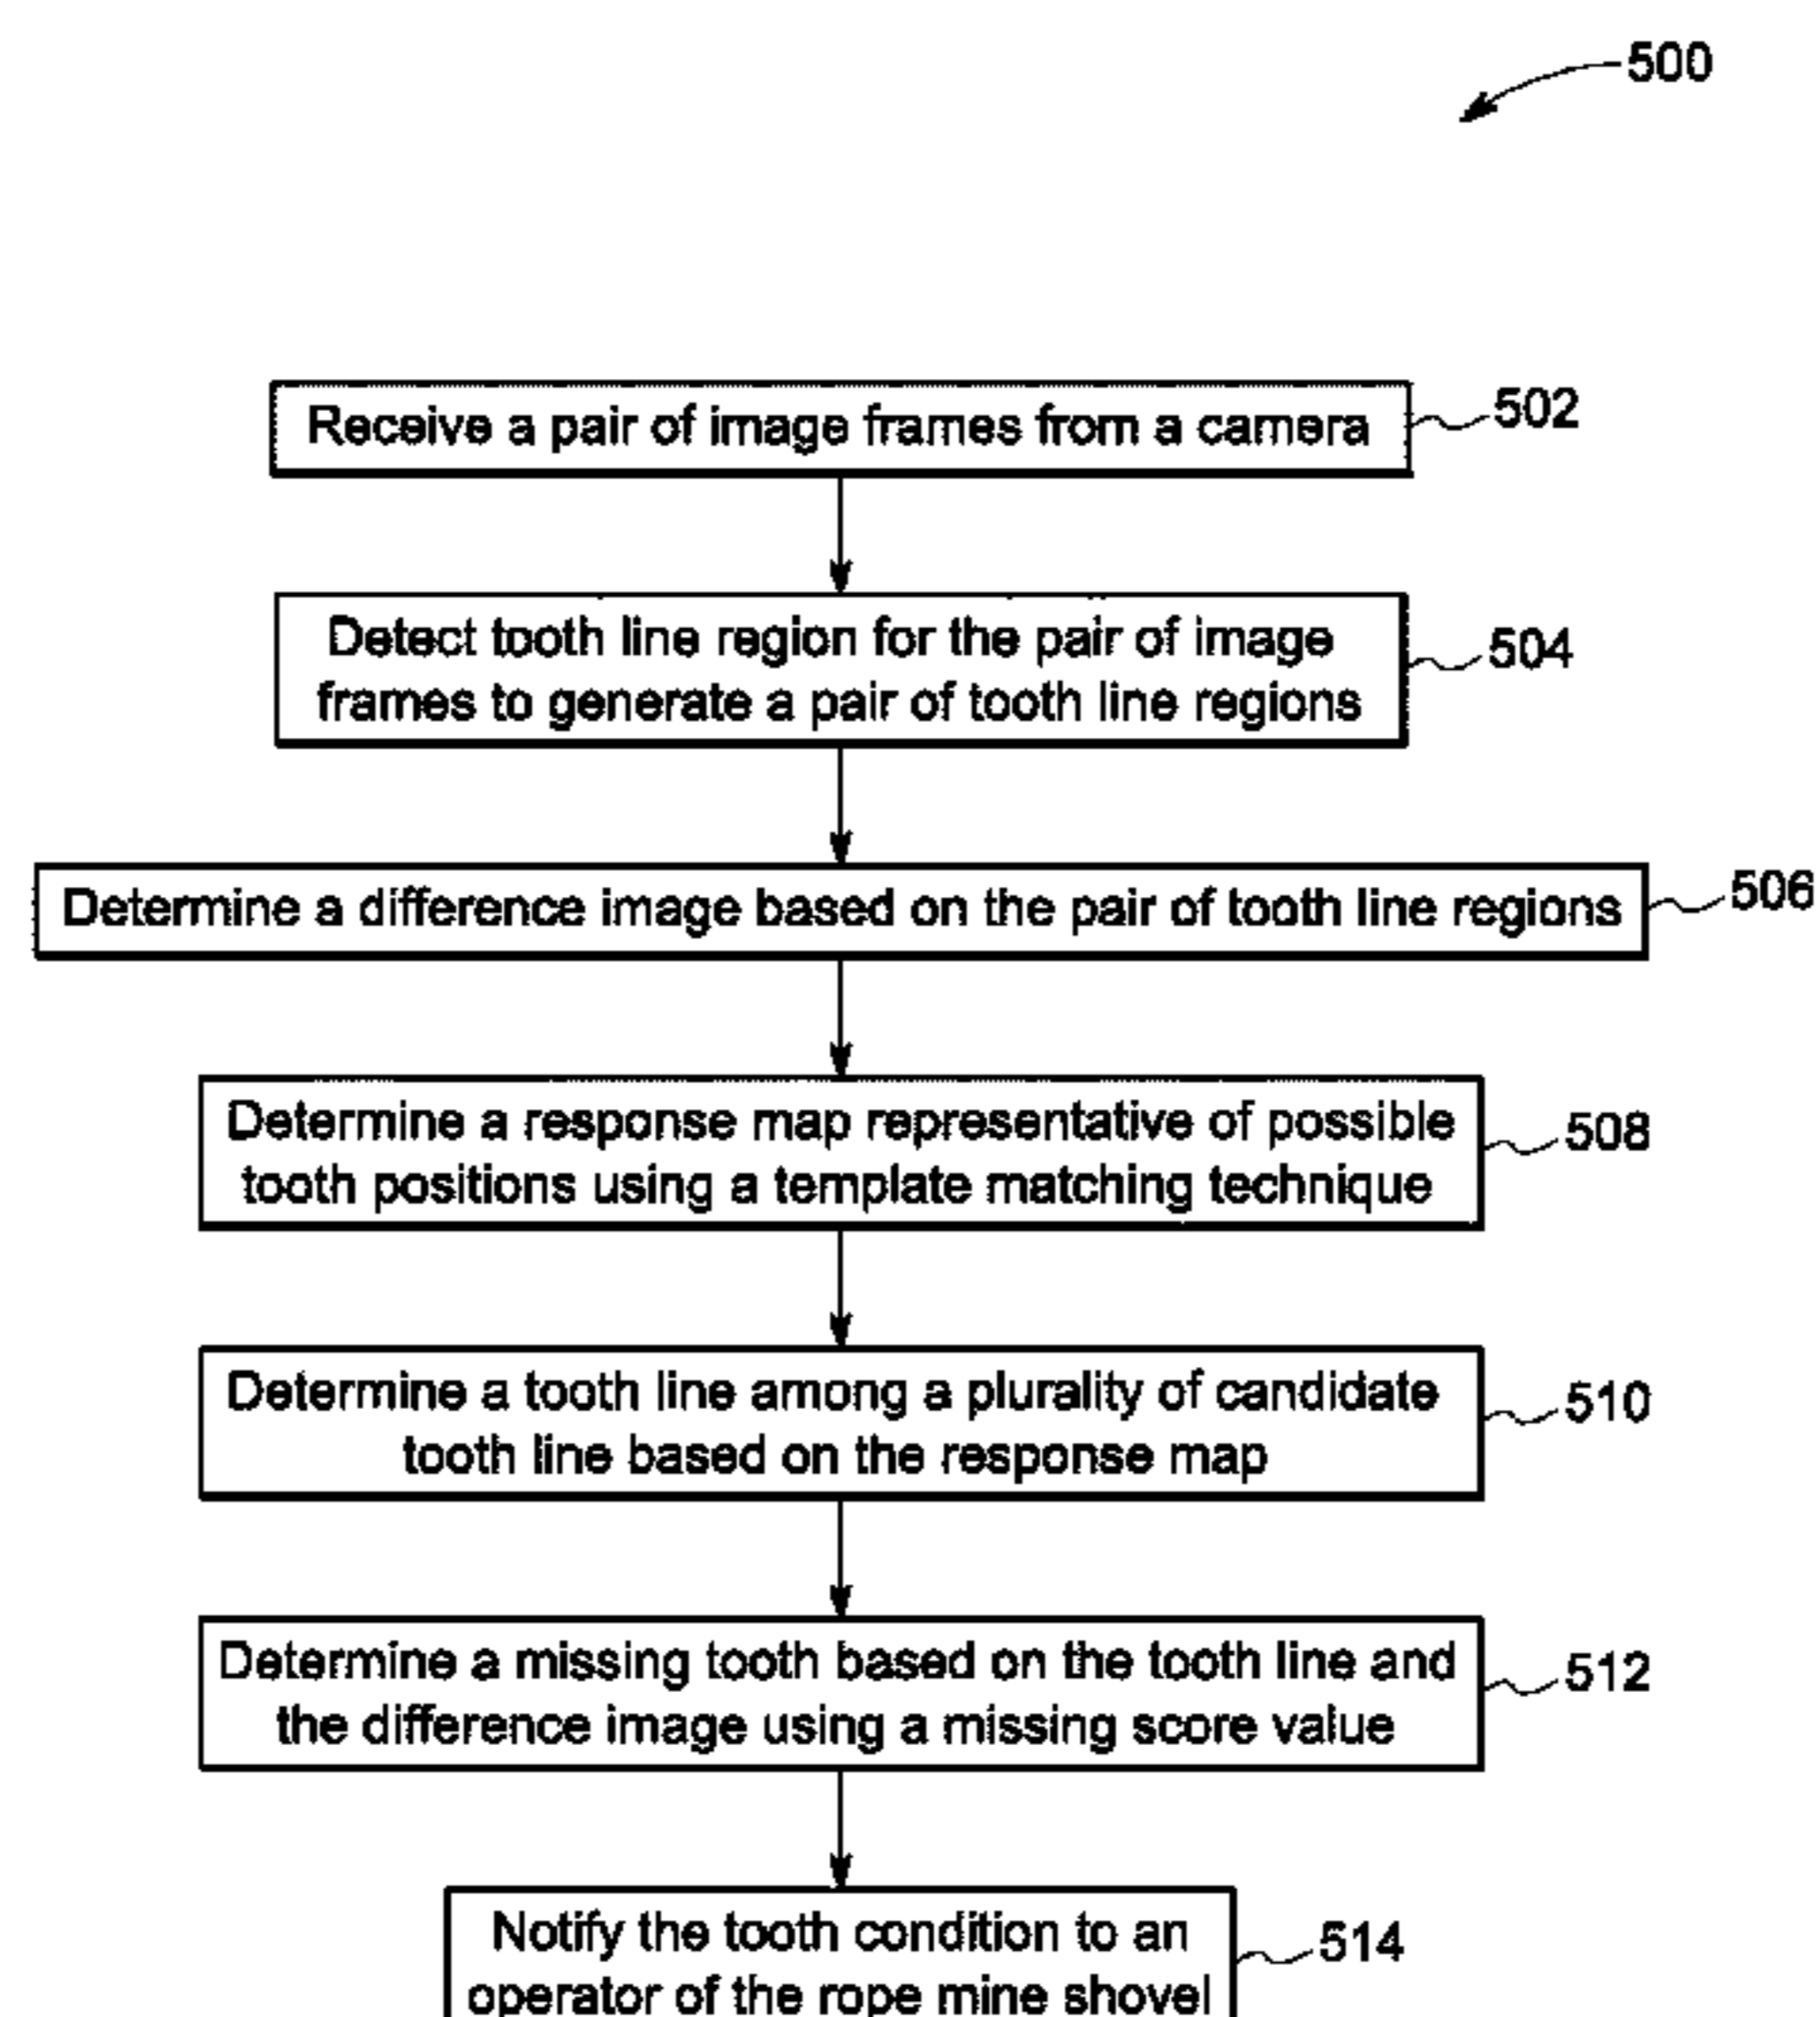 500
Receive a pair of image frames from a camera
502
Detect tooth line region for the pair of image
frames to generate a pair of tooth line regions
504
Determine a difference image based on the pair of tooth line regions
506
Determine a response map representative of possible
tooth positions using a template matching technique
508
Determine a tooth line among a plurality of candidate
tooth line based on the response map
510
Determine a missing tooth based on the tooth line and
the difference image using a missing score value
512
Notify the tooth condition to an
operator of the rope mine shovel
514